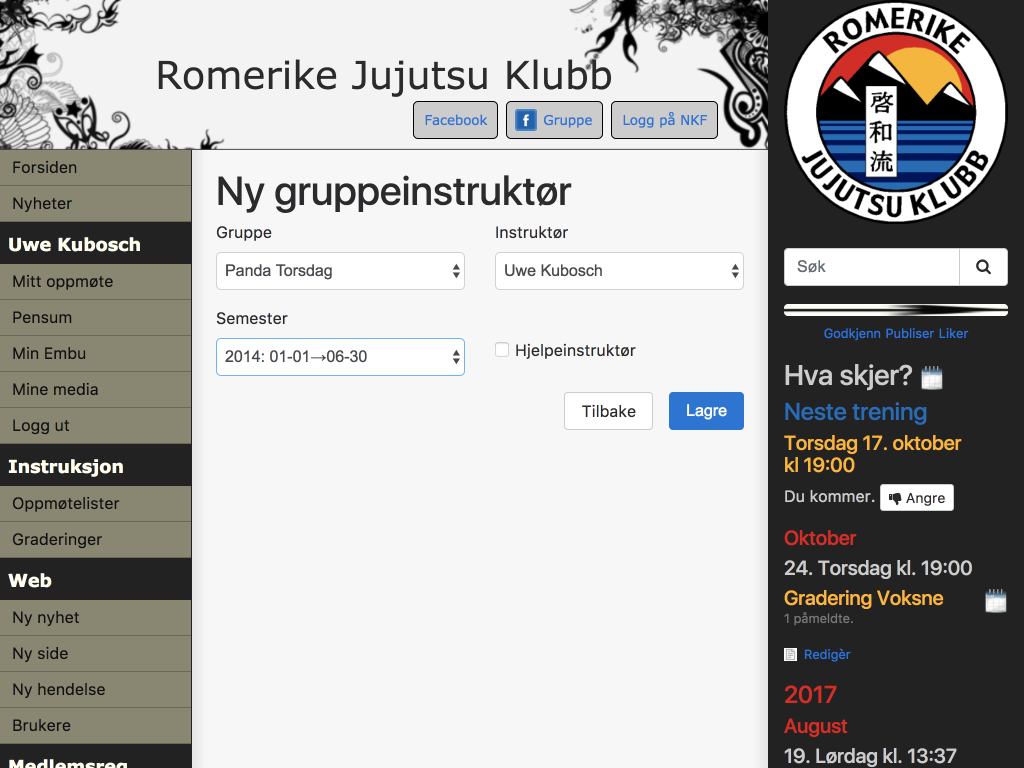 Romerike Jujutsu Klubb
Facebook
Gruppe
Logg på NKF
Forsiden
Nyheter
Uwe Kubosch
Mitt oppmøte
Pensum
Min Embu
Mine media
Logg ut
Instruksjon
Oppmøtelister
Graderinger
Web
Ny nyhet
Ny side
Ny hendelse
Brukere
Medlemsreg
Ny gruppeinstruktør
Gruppe
Instruktør
Panda Torsdag
Uwe Kubosch
Semester
2014: 01-01→06-30
Hjelpeinstruktør
Tilbake
Lagre
ROMERIKE
啓
和
流
JUJUTSU KLUBB
Søk
Godkjenn Publiser Liker
Hva skjer?
Neste trening
Torsdag 17. oktober
kl 19:00
Du kommer.
Angre
Oktober
24. Torsdag kl. 19:00
Gradering Voksne
1 påmeldte.
Redigèr
2017
August
19. Lørdag kl. 13:37